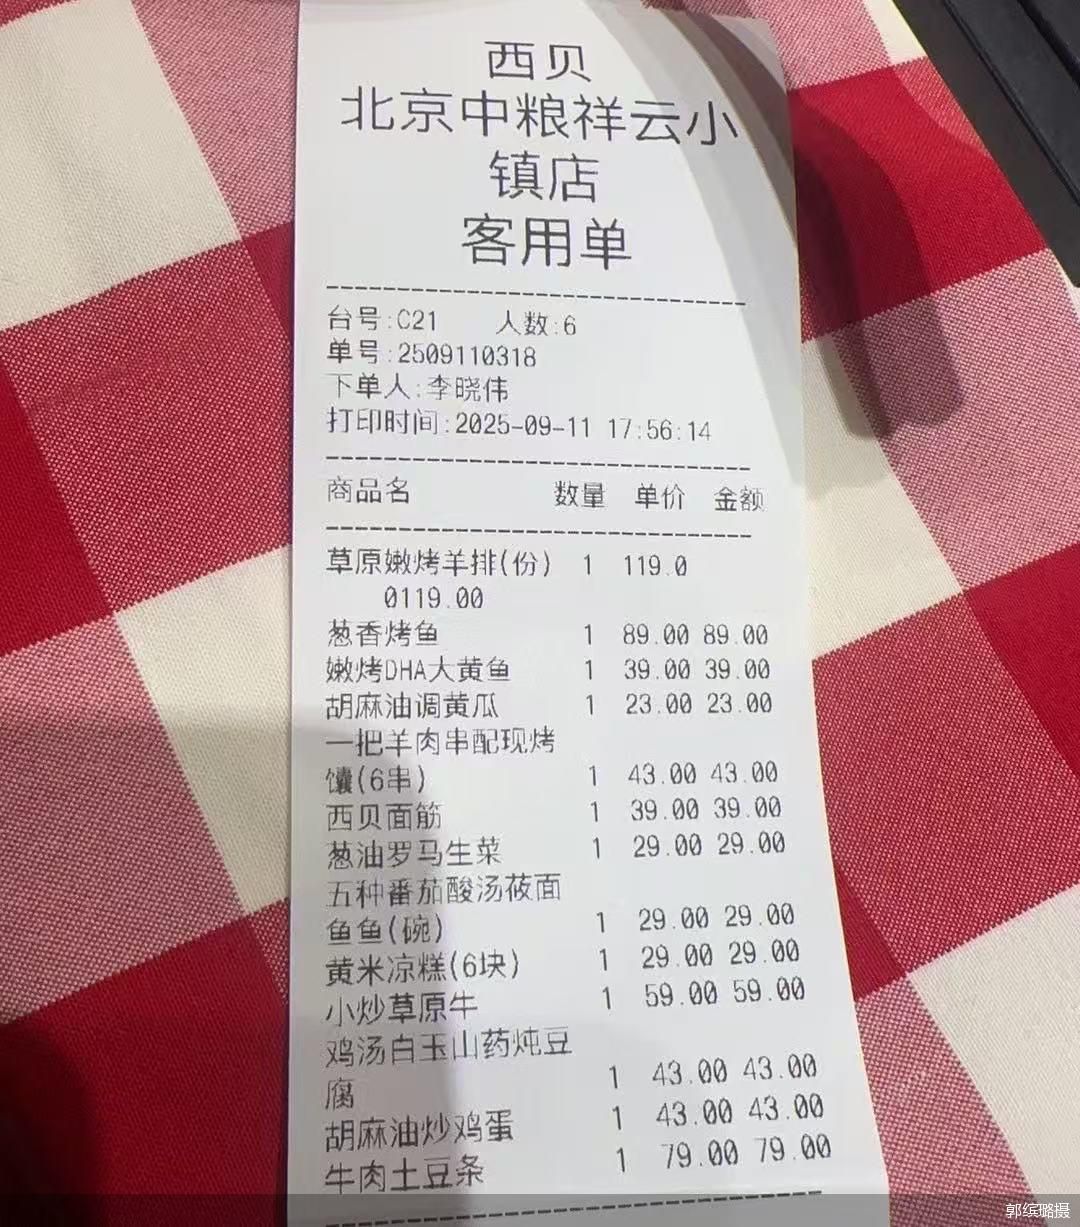 西贝
北京中粮祥云小
镇店
客用单
台号:C21 人数:6
单号:2509110318
下单人:李晓伟
打印时间:2025-09-11 17:56:14
商品名 数量 单价 金额
草原嫩烤羊排(份) 1 119.0
0119.00
葱香烤鱼 1 89.00 89.00
嫩烤DHA大黄鱼 1 39.00 39.00
胡麻油调黄瓜 1 23.00 23.00
一把羊肉串配现烤
馕(6串) 1 43.00 43.00
西贝面筋 1 39.00 39.00
葱油罗马生菜 1 29.00 29.00
五种番茄酸汤莜面
鱼鱼(碗) 1 29.00 29.00
黄米凉糕(6块) 1 29.00 29.00
小炒草原牛 1 59.00 59.00
鸡汤白玉山药炖豆
腐 1 43.00 43.00
胡麻油炒鸡蛋 1 43.00 43.00
牛肉土豆条 1 79.00 79.00
郭缤璐摄